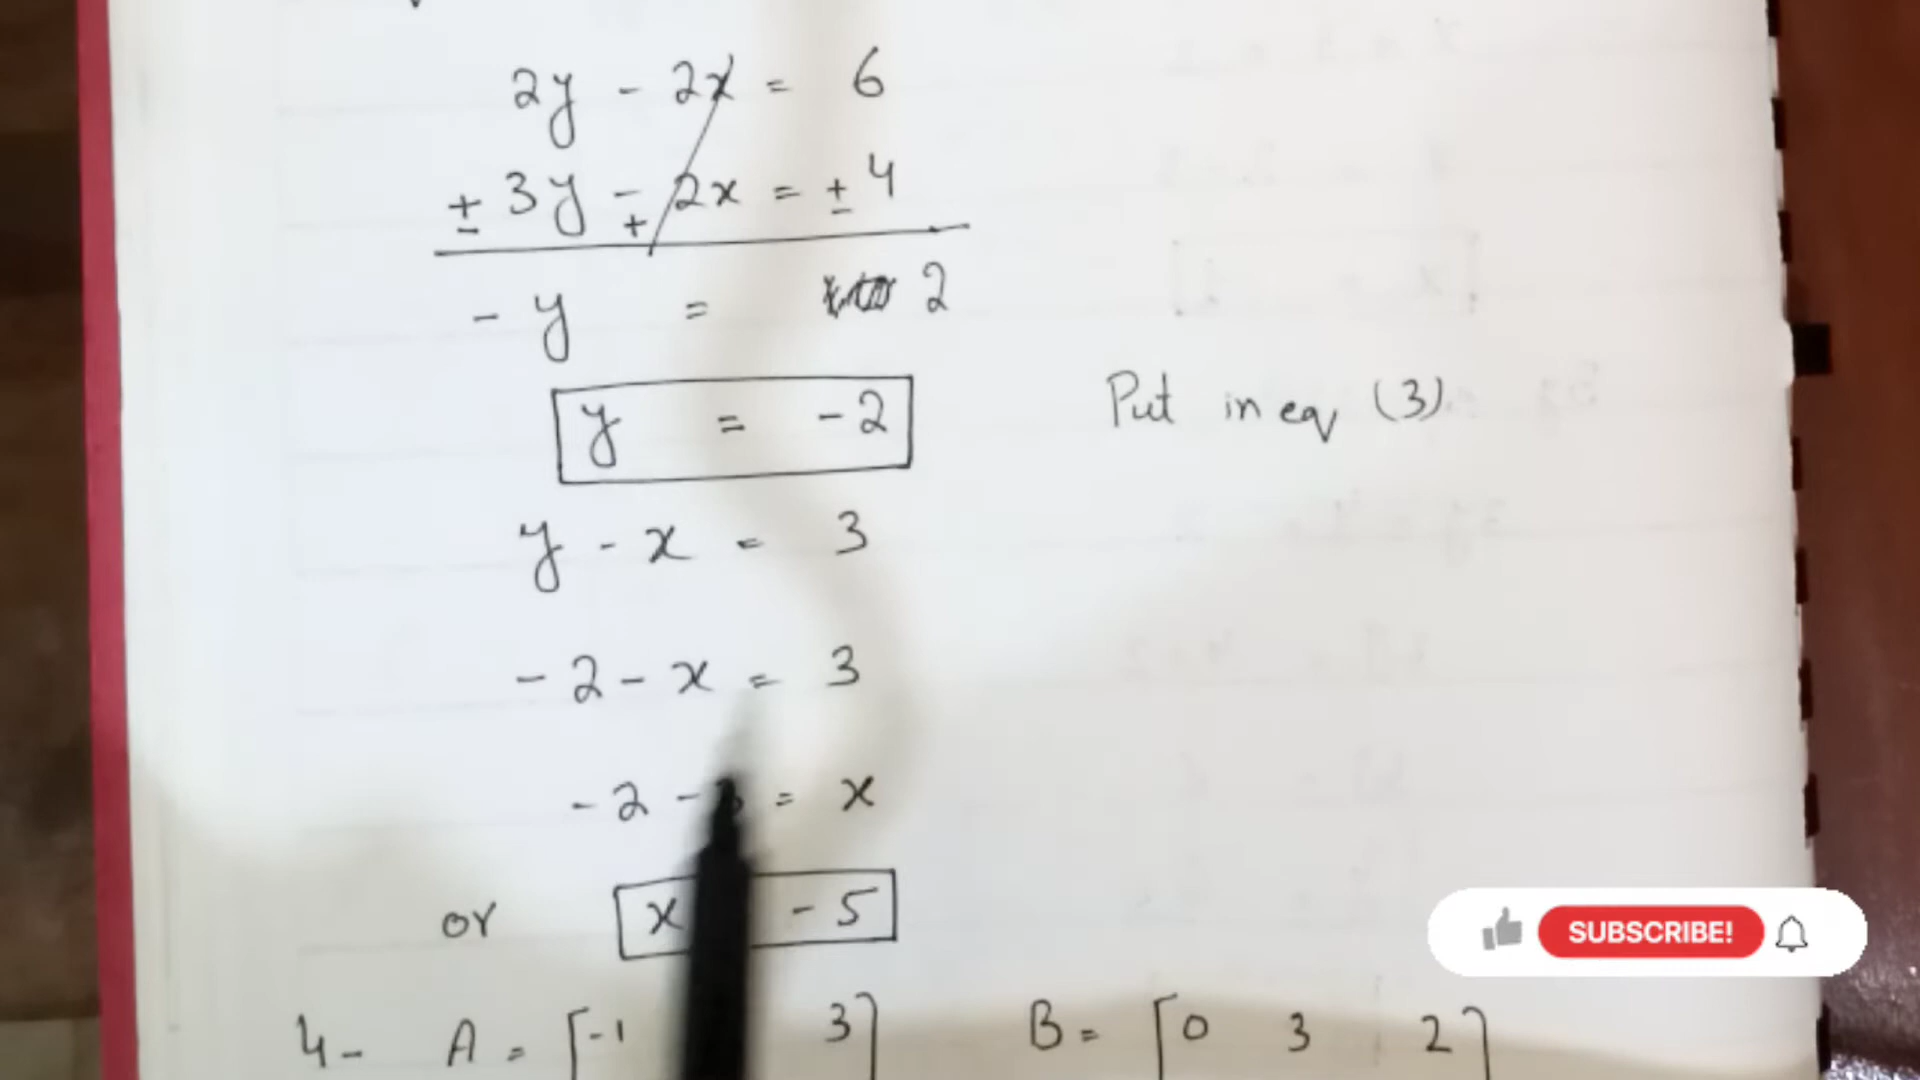 2y - 2x = 6
± 3y - 2x = ± 4
+
- y = 2
y = -2 Put in eq (3)
y - x = 3
-2 - x = 3
-2 - = x
or x - 5
SUBSCRIBE!
4- A = [-1 3] B = [0 3 2]